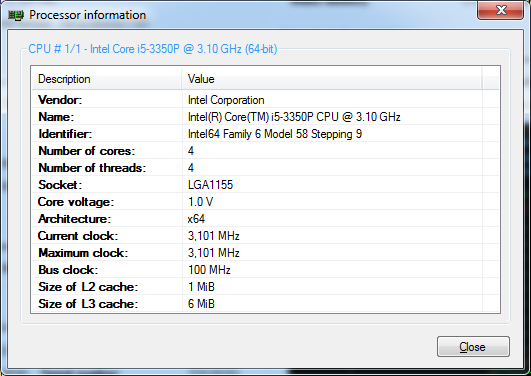 Processor information
CPU # 1/1 - Intel Core i5-3350P @ 3.10 GHz (64-bit)
Description Value
Vendor: Intel Corporation
Name: Intel(R) Core(TM) i5-3350P CPU @ 3.10 GHz
Identifier: Intel64 Family 6 Model 58 Stepping 9
Number of cores: 4
Number of threads: 4
Socket: LGA1155
Core voltage: 1.0 V
Architecture: x64
Current clock: 3,101 MHz
Maximum clock: 3,101 MHz
Bus clock: 100 MHz
Size of L2 cache: 1 MiB
Size of L3 cache: 6 MiB
Close